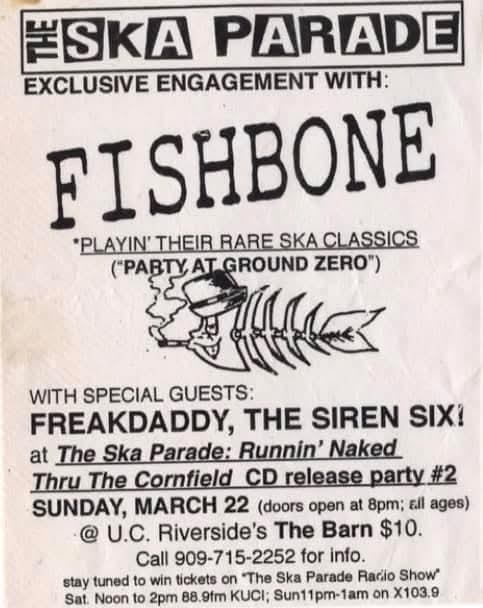 THE SKA PARADE
EXCLUSIVE ENGAGEMENT WITH:
FISHBONE
*PLAYIN' THEIR RARE SKA CLASSICS
("PARTY AT GROUND ZERO")
WITH SPECIAL GUESTS:
FREAKDADDY, THE SIREN SIX!
at The Ska Parade: Runnin' Naked
Thru The Cornfield CD release party #2
SUNDAY, MARCH 22 (doors open at 8pm; all ages)
@ U.C. Riverside's The Barn $10.
Call 909-715-2252 for info.
stay tuned to win tickets on "The Ska Parade Radio Show"
Sat. Noon to 2pm 88.9fm KUCI; Sun11pm-1am on X103.9